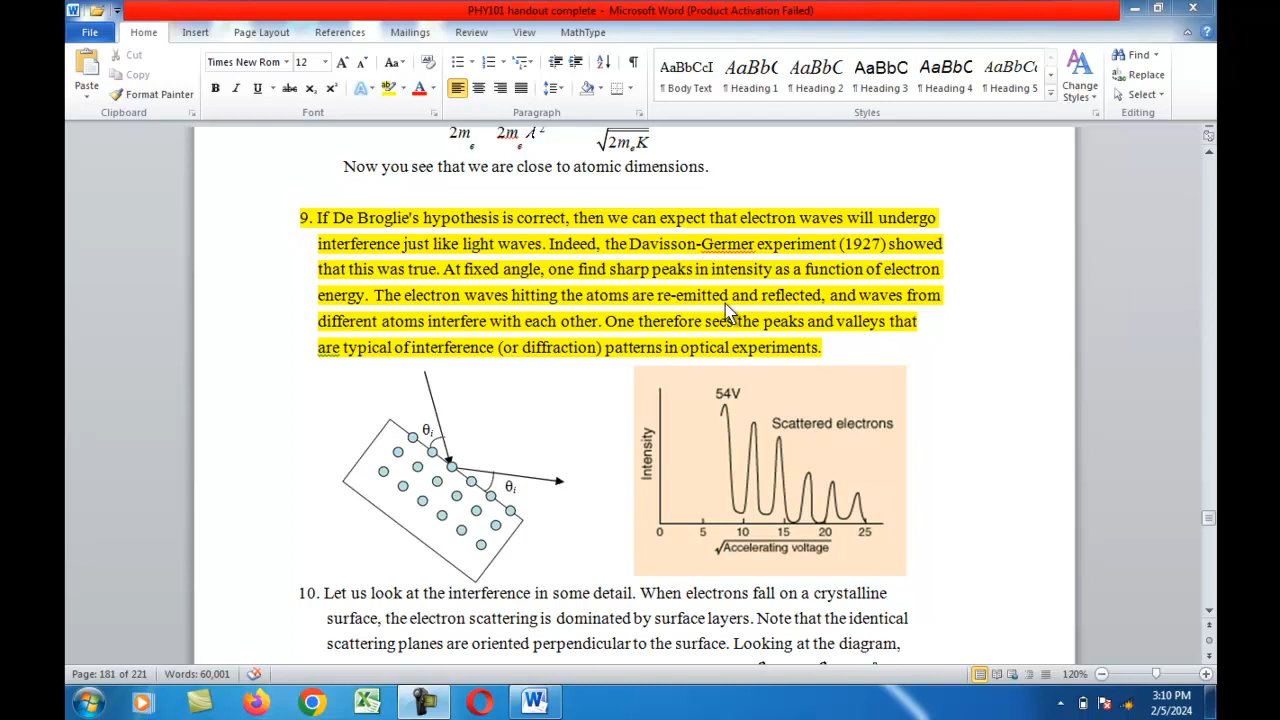 PHY101 handout complete - Microsoft Word (Product Activation Failed)
File Home Insert Page Layout References Mailings Review View MathType
Cut
Copy
Format Painter
Paste
Clipboard
Times New Rom 12
Font
Paragraph
AaBbCcI AaBbC AaBbC AaBbC AaBbC AaBbC
¶ Body Text ¶ Heading 1 ¶ Heading 2 ¶ Heading 3 ¶ Heading 4 ¶ Heading 5
Change Styles
Styles
Find
Replace
Select
Editing
2mₑ 2mₑλ² √2mₑK
Now you see that we are close to atomic dimensions.
9. If De Broglie's hypothesis is correct, then we can expect that electron waves will undergo
interference just like light waves. Indeed, the Davisson-Germer experiment (1927) showed
that this was true. At fixed angle, one find sharp peaks in intensity as a function of electron
energy. The electron waves hitting the atoms are re-emitted and reflected, and waves from
different atoms interfere with each other. One therefore sees the peaks and valleys that
are typical of interference (or diffraction) patterns in optical experiments.
θi
θi
54V
Scattered electrons
Intensity
0 5 10 15 20 25
√Accelerating voltage
10. Let us look at the interference in some detail. When electrons fall on a crystalline
surface, the electron scattering is dominated by surface layers. Note that the identical
scattering planes are oriented perpendicular to the surface. Looking at the diagram,
Page: 181 of 221 Words: 60,001 120%
3:10 PM
2/5/2024